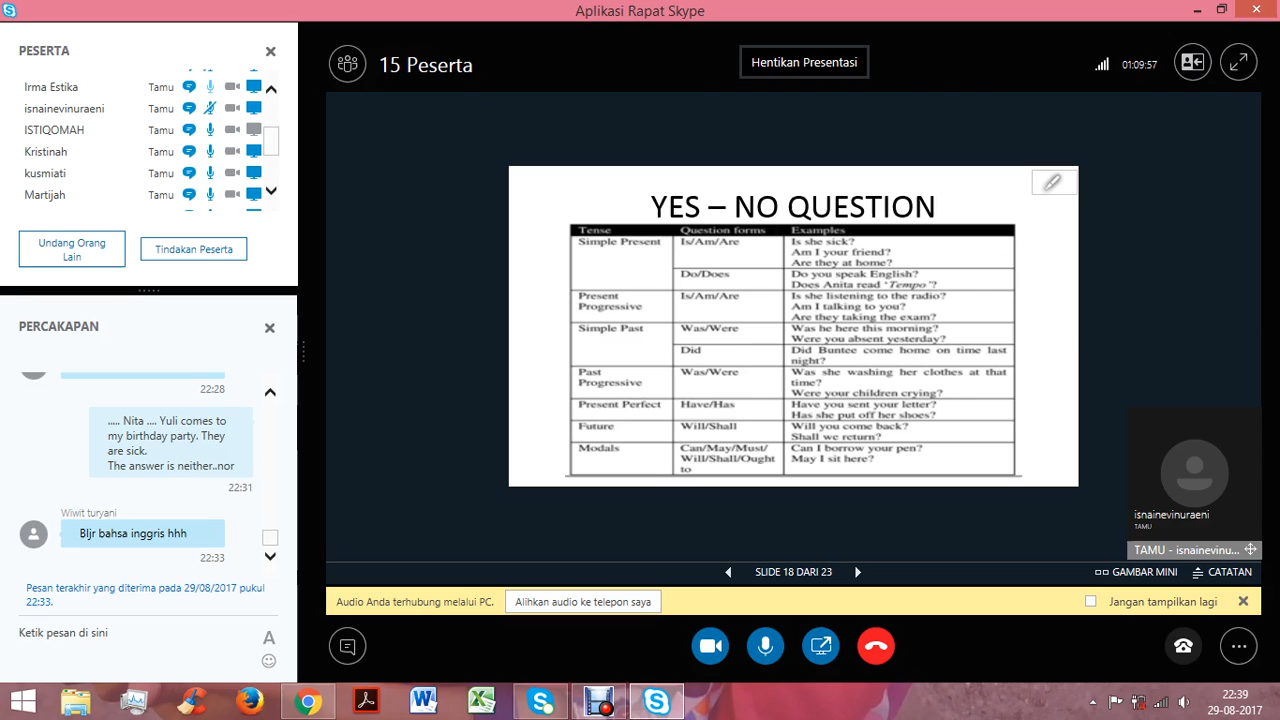 Aplikasi Rapat Skype
PESERTA
Irma Estika Tamu
isnainevinuraeni Tamu
ISTIQOMAH Tamu
Kristinah Tamu
kusmiati Tamu
Martijah Tamu
Undang Orang
Lain
Tindakan Peserta
PERCAKAPAN
22:28
..... Nita .... Yuli comes to
my birthday party. They
are sick.
The answer is neither..nor
22:31
Wiwit turyani
Bljr bahsa inggris hhh
22:33
Pesan terakhir yang diterima pada 29/08/2017 pukul
22:33.
Ketik pesan di sini
A
15 Peserta
Hentikan Presentasi
01:09:57
YES – NO QUESTION
Tense Question forms Examples
Simple Present Is/Am/Are Is she sick?
Am I your friend?
Are they at home?
Do/Does Do you speak English?
Does Anita read ‘Tempo’?
Present Is/Am/Are Is she listening to the radio?
Progressive Am I talking to you?
Are they taking the exam?
Simple Past Was/Were Was he here this morning?
Were you absent yesterday?
Did Did Buntee come home on time last
night?
Past Was/Were Was she washing her clothes at that
Progressive time?
Were your children crying?
Present Perfect Have/Has Have you sent your letter?
Has she put off her shoes?
Future Will/Shall Will you come back?
Shall we return?
Modals Can/May/Must/ Can I borrow your pen?
Will/Shall/Ought May I sit here?
to
isnainevinuraeni
TAMU
TAMU - isnainevinu...
SLIDE 18 DARI 23
GAMBAR MINI
CATATAN
Audio Anda terhubung melalui PC.
Alihkan audio ke telepon saya
Jangan tampilkan lagi
22:39
29-08-2017